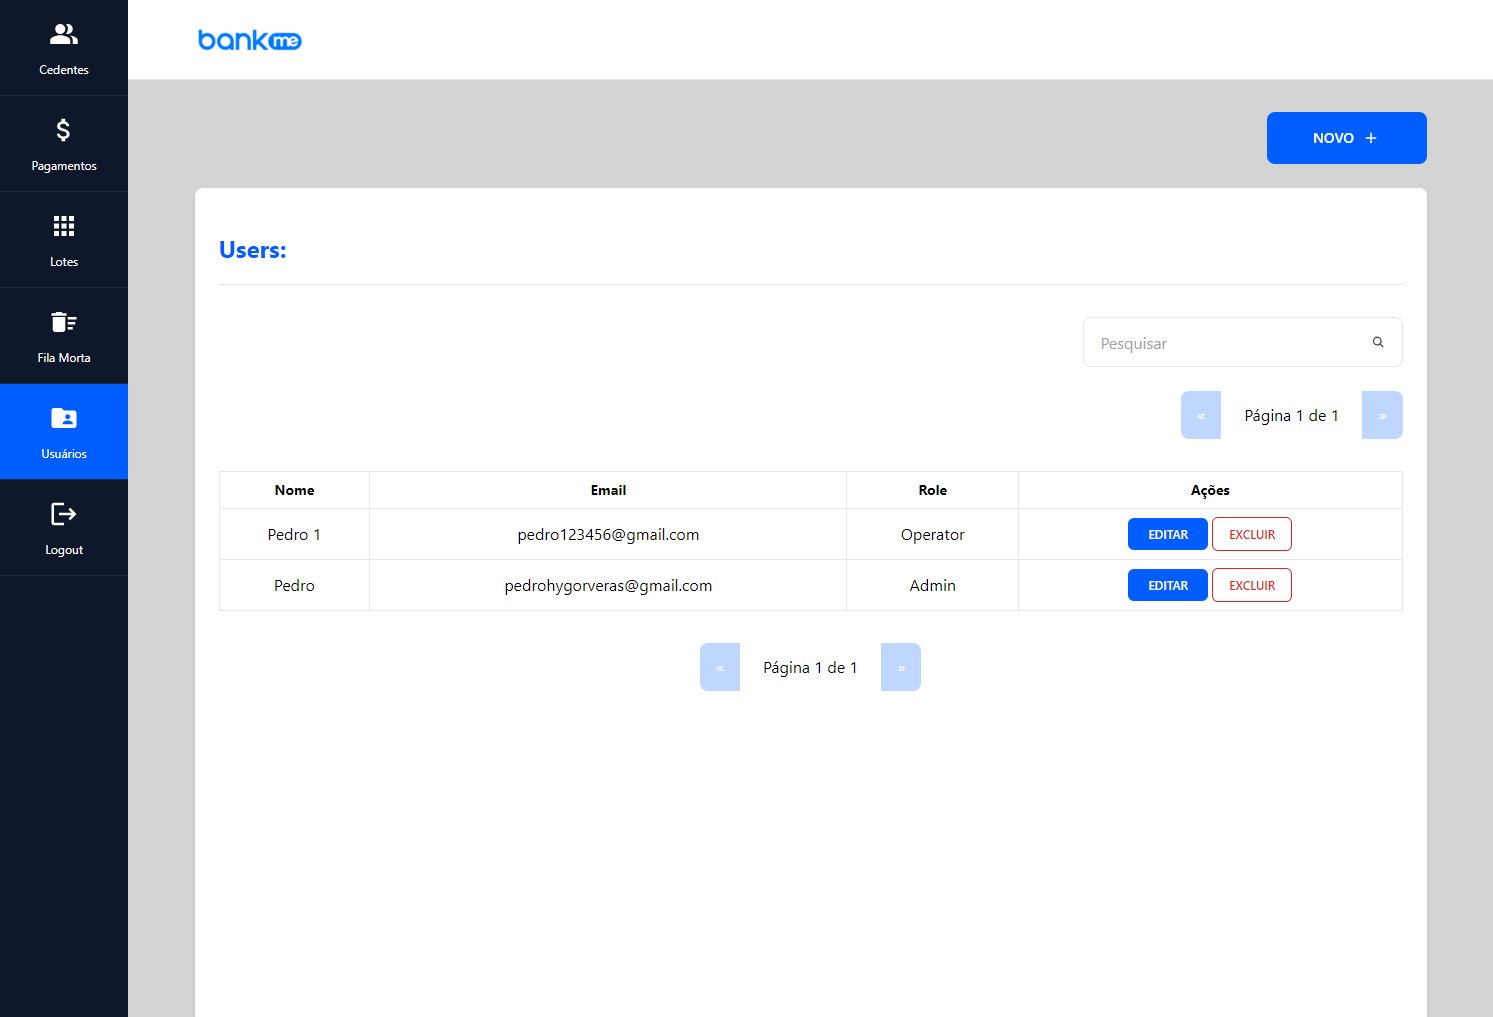 Cedentes
Pagamentos
Lotes
Fila Morta
Usuários
Logout
bankme
NOVO +
Users:
Pesquisar
« Página 1 de 1 »
Nome Email Role Ações
Pedro 1 pedro123456@gmail.com Operator EDITAR EXCLUIR
Pedro pedrohygorveras@gmail.com Admin EDITAR EXCLUIR
« Página 1 de 1 »